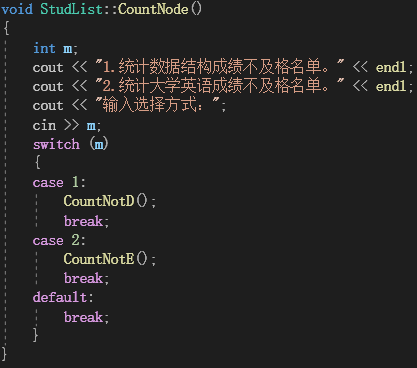 void StudList::CountNode()
{
    int m;
    cout << "1.统计数据结构成绩不及格名单。" << endl;
    cout << "2.统计大学英语成绩不及格名单。" << endl;
    cout << "输入选择方式：";
    cin >> m;
    switch (m)
    {
    case 1:
        CountNotD();
        break;
    case 2:
        CountNotE();
        break;
    default:
        break;
    }
}